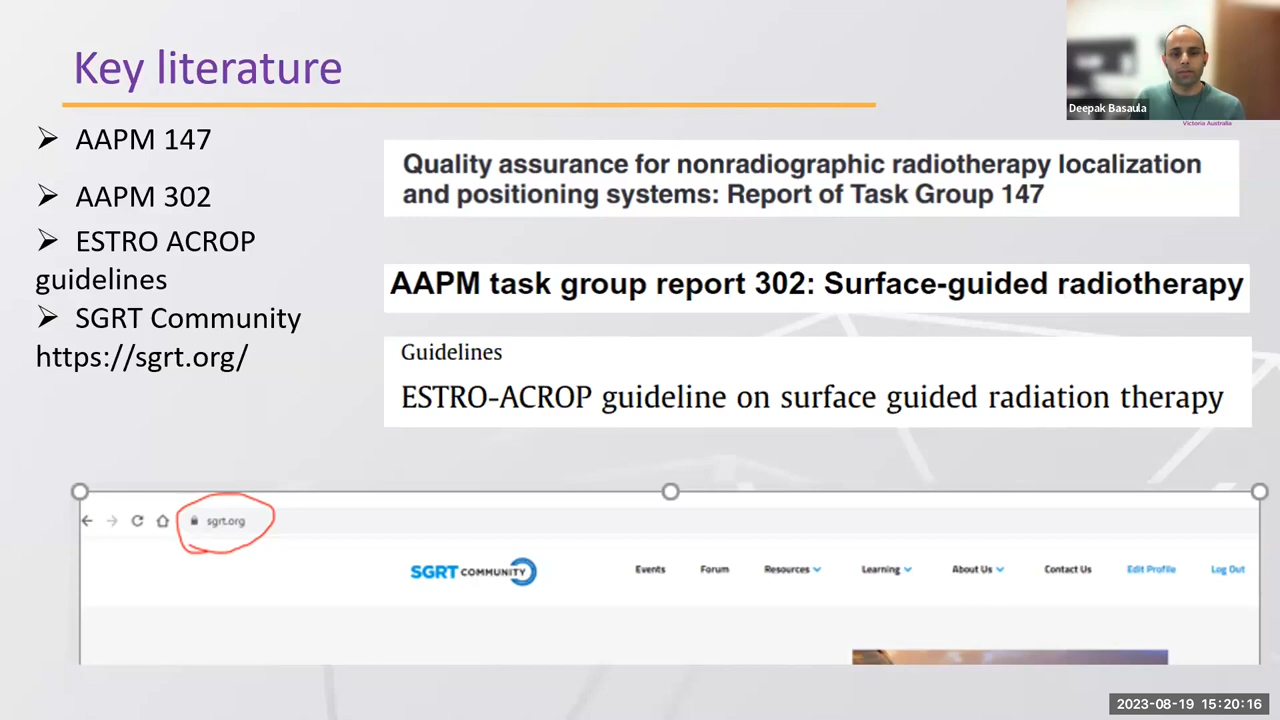 Key literature
Deepak Basaula
Victoria Australia
➢ AAPM 147
➢ AAPM 302
➢ ESTRO ACROP
guidelines
➢ SGRT Community
https://sgrt.org/
Quality assurance for nonradiographic radiotherapy localization
and positioning systems: Report of Task Group 147
AAPM task group report 302: Surface-guided radiotherapy
Guidelines
ESTRO-ACROP guideline on surface guided radiation therapy
sgrt.org
SGRT COMMUNITY Events Forum Resources Learning About Us Contact Us Edit Profile Log Out
2023-08-19 15:20:16